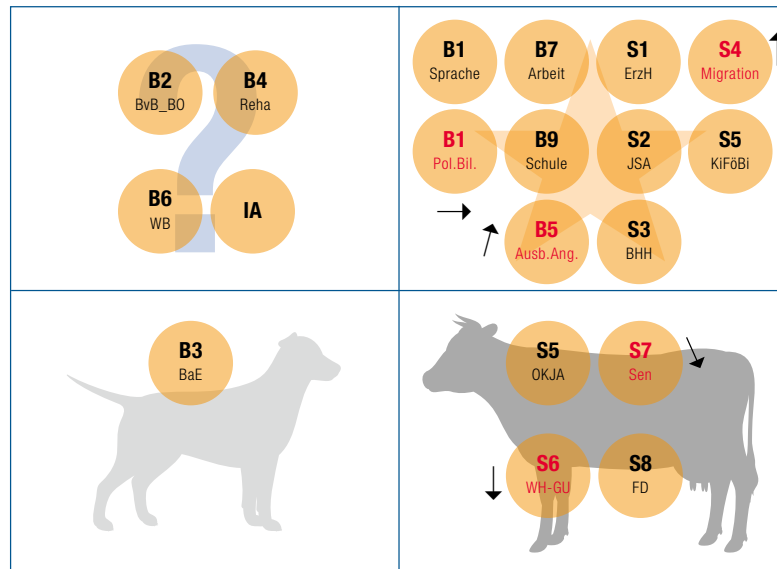 B2
BvB_BO
B4
Reha
B6
WB
IA
B1
Sprache
B7
Arbeit
S1
ErzH
S4
Migration
B1
Pol.Bil.
B9
Schule
S2
JSA
S5
KiFöBi
B5
Ausb.Ang.
S3
BHH
B3
BaE
S5
OKJA
S7
Sen
S6
WH-GU
S8
FD